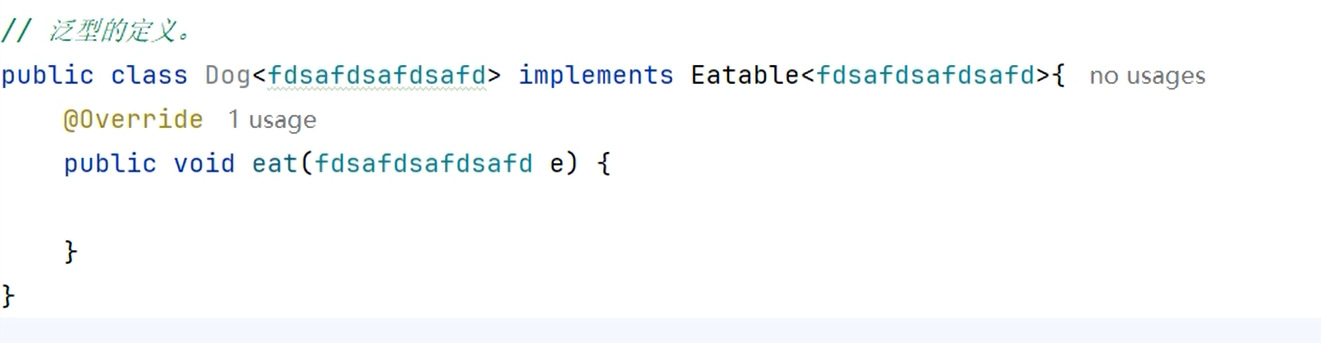 // 泛型的定义。
public class Dog<fdsafdsafdsafd> implements Eatable<fdsafdsafdsafd>{ no usages
@Override 1 usage
public void eat(fdsafdsafdsafd e) {
}
}